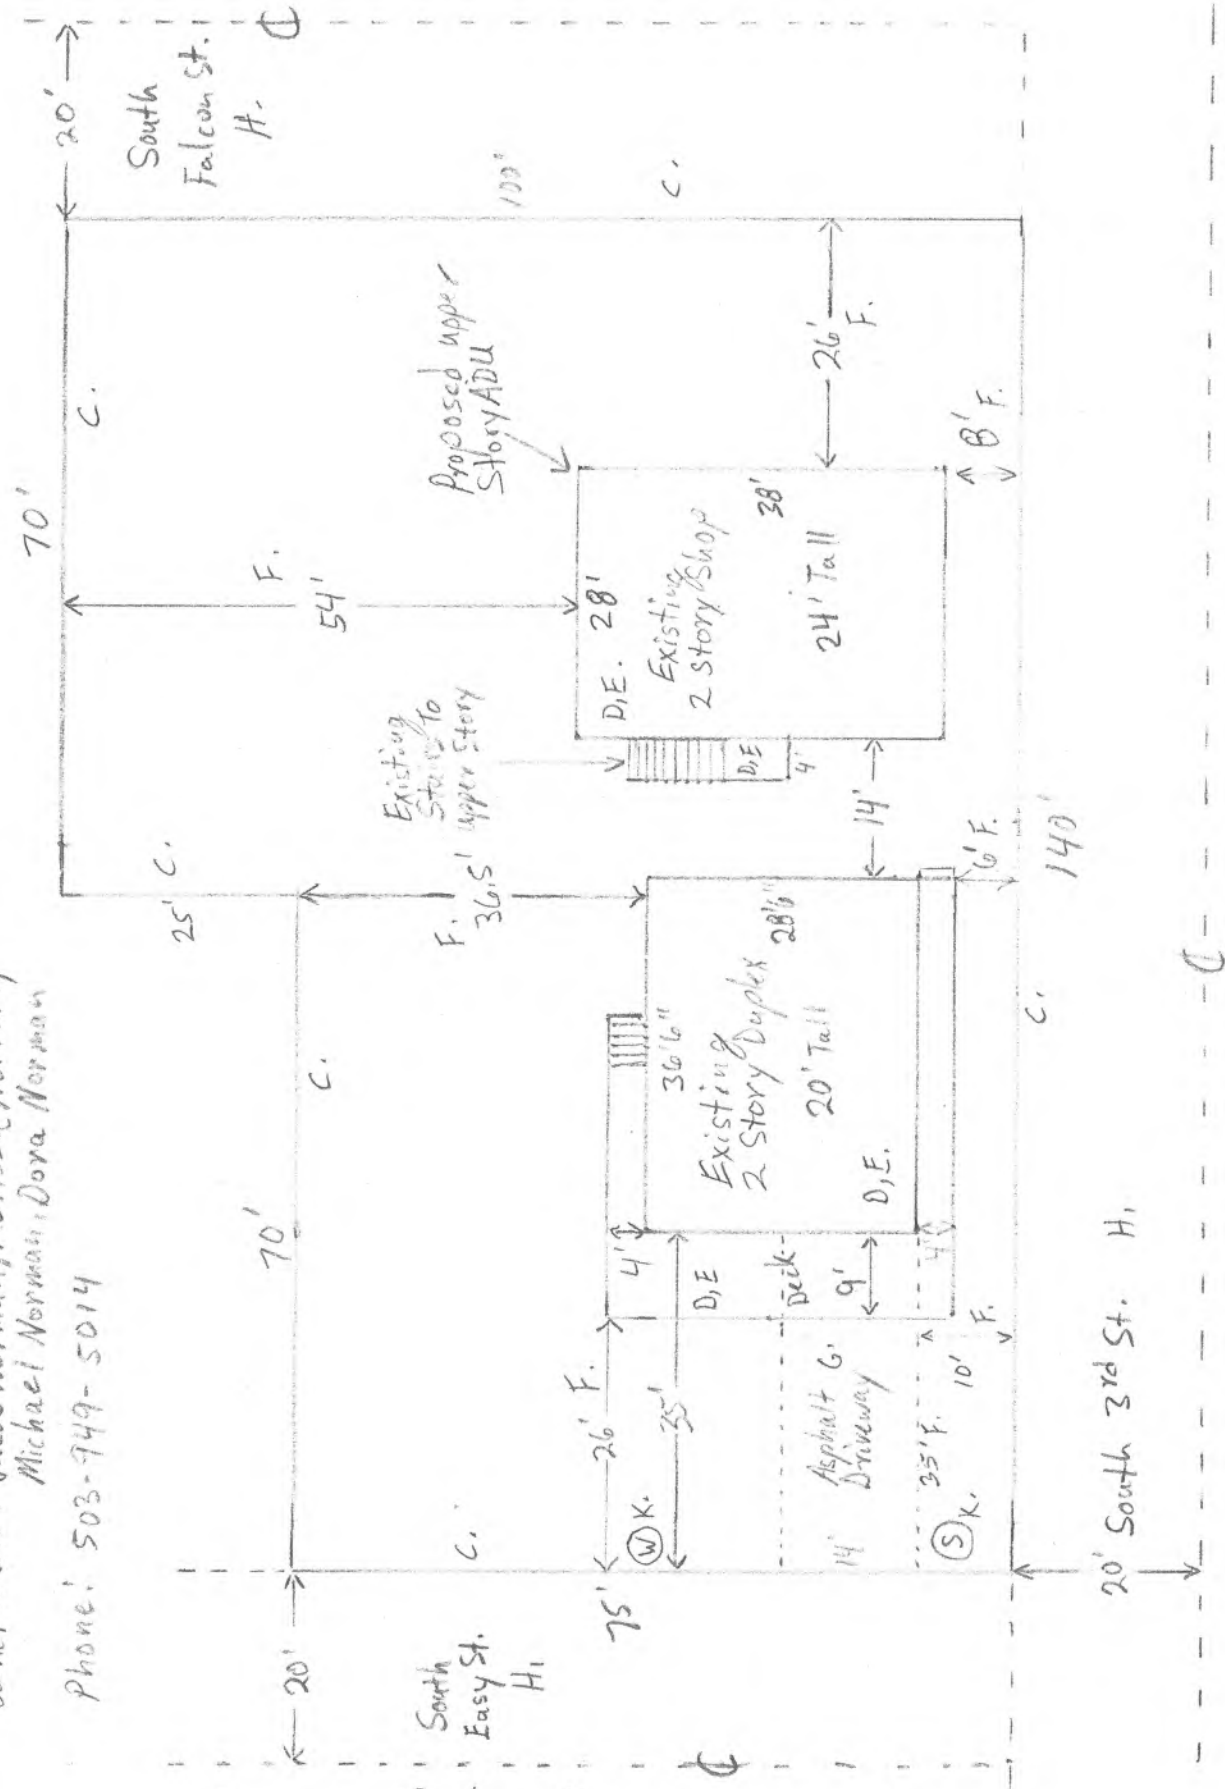 Michael Norman, Dora Norman
Phone: 503-949-5014
20'
South
Falcon St.
H.
70'
C.
100'
C.
25'
C.
F.
54'
Proposed upper
Story ADU
Existing
Stairs To
upper Story
D,E.
28'
Existing
2 Story Shop
38'
24' Tall
D,E
4'
26'
F.
8'
F.
14'
70'
C.
F.
36,5'
36'6"
Existing
2 Story Duplex
28'6"
20' Tall
D,E.
6' F.
4'
D,E
Deck
9'
4'
20'
South
Easy St.
H.
C.
75'
26' F.
W K.
35'
14'
Asphalt G.
Driveway
35' F.
10'
F.
S K.
140'
C.
20' South 3rd St. H.